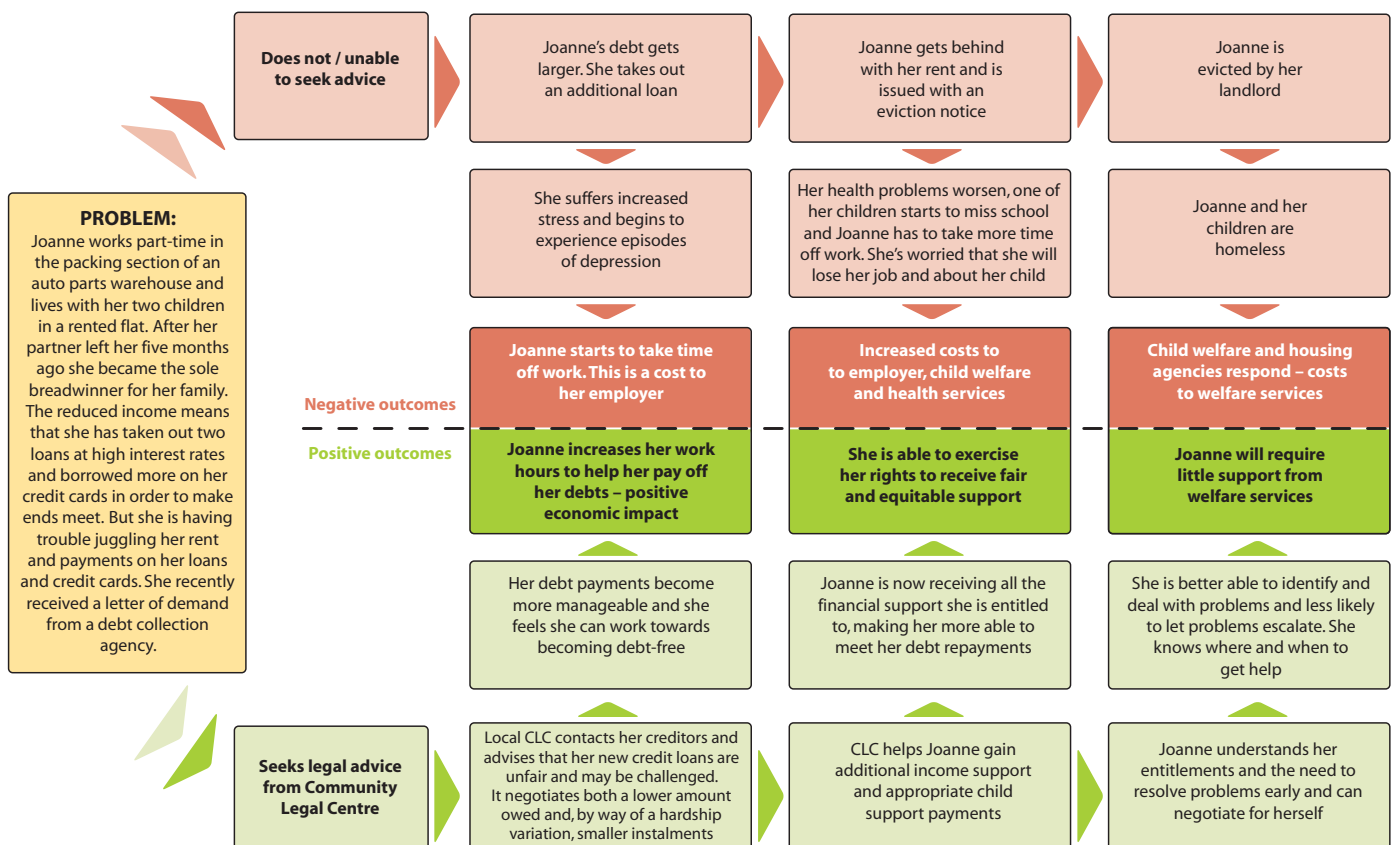 Does not / unable
to seek advice
Joanne's debt gets
larger. She takes out
an additional loan
Joanne gets behind
with her rent and is
issued with an
eviction notice
Joanne is
evicted by her
landlord
She suffers increased
stress and begins to
experience episodes
of depression
Her health problems worsen, one of
her children starts to miss school
and Joanne has to take more time
off work. She's worried that she will
lose her job and about her child
Joanne and her
children are
homeless
PROBLEM:
Joanne works part-time in
the packing section of an
auto parts warehouse and
lives with her two children
in a rented flat. After her
partner left her five months
ago she became the sole
breadwinner for her family.
The reduced income means
that she has taken out two
loans at high interest rates
and borrowed more on her
credit cards in order to make
ends meet. But she is having
trouble juggling her rent
and payments on her loans
and credit cards. She recently
received a letter of demand
from a debt collection
agency.
Negative outcomes
Joanne starts to take time
off work. This is a cost to
her employer
Increased costs to
to employer, child welfare
and health services
Child welfare and housing
agencies respond – costs
to welfare services
Positive outcomes
Joanne increases her work
hours to help her pay off
her debts – positive
economic impact
She is able to exercise
her rights to receive fair
and equitable support
Joanne will require
little support from
welfare services
Her debt payments become
more manageable and she
feels she can work towards
becoming debt-free
Joanne is now receiving all the
financial support she is entitled
to, making her more able to
meet her debt repayments
She is better able to identify and
deal with problems and less likely
to let problems escalate. She
knows where and when to
get help
Seeks legal advice
from Community
Legal Centre
Local CLC contacts her creditors and
advises that her new credit loans are
unfair and may be challenged.
It negotiates both a lower amount
owed and, by way of a hardship
variation, smaller instalments
CLC helps Joanne gain
additional income support
and appropriate child
support payments
Joanne understands her
entitlements and the need to
resolve problems early and can
negotiate for herself